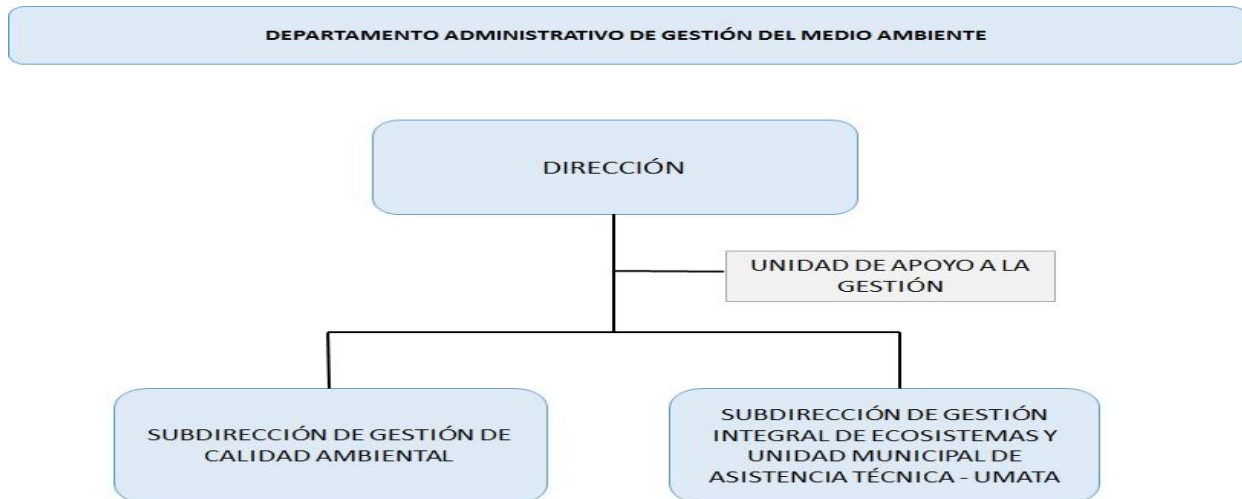 DEPARTAMENTO ADMINISTRATIVO DE GESTIÓN DEL MEDIO AMBIENTE
DIRECCIÓN
UNIDAD DE APOYO A LA
GESTIÓN
SUBDIRECCIÓN DE GESTIÓN DE
CALIDAD AMBIENTAL
SUBDIRECCIÓN DE GESTIÓN
INTEGRAL DE ECOSISTEMAS Y
UNIDAD MUNICIPAL DE
ASISTENCIA TÉCNICA - UMATA